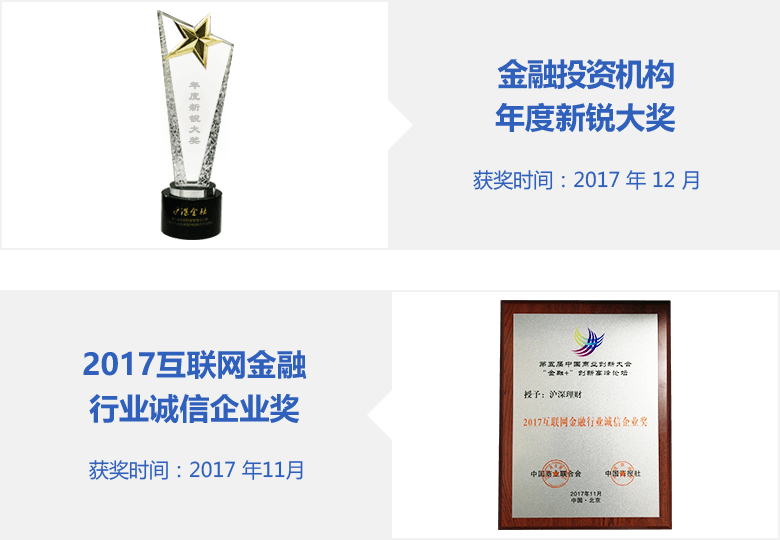 年度新锐大奖
沪深金融
金融投资机构
年度新锐大奖
获奖时间：2017 年 12 月
2017互联网金融
行业诚信企业奖
获奖时间：2017 年11月
第五届中国商业创新大会
“金融+”创新高峰论坛
授予：沪深理财
2017互联网金融行业诚信企业奖
中国商业联合会 中国商报社
2017年11月
中国·北京